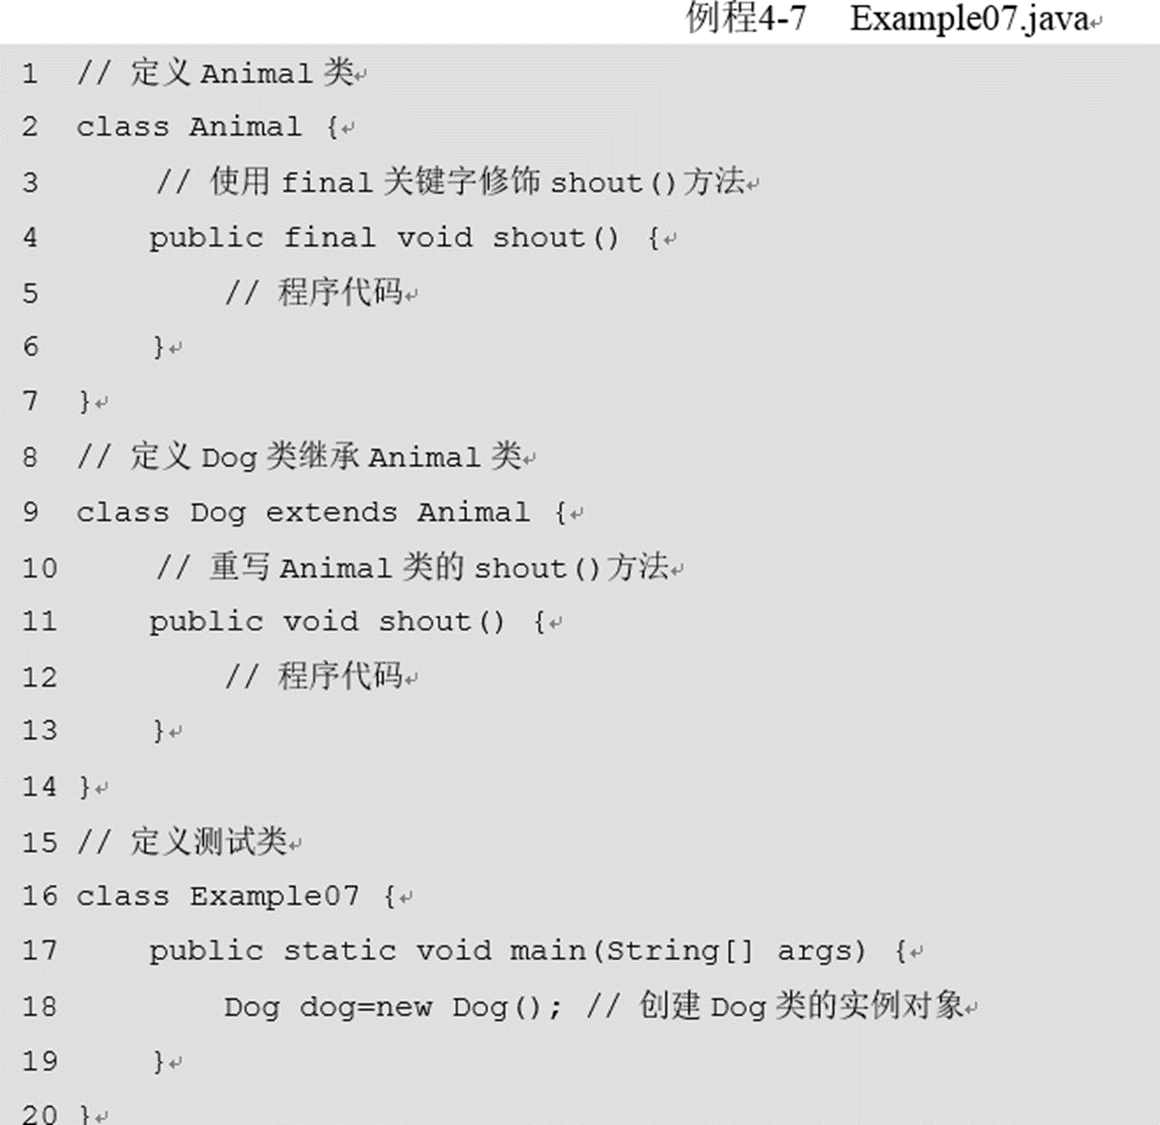 例程4-7 Example07.java↵
1 // 定义 Animal 类↵
2 class Animal {↵
3 // 使用 final 关键字修饰 shout()方法↵
4 public final void shout() {↵
5 // 程序代码↵
6 }↵
7 }↵
8 // 定义 Dog 类继承 Animal 类↵
9 class Dog extends Animal {↵
10 // 重写 Animal 类的 shout()方法↵
11 public void shout() {↵
12 // 程序代码↵
13 }↵
14 }↵
15 // 定义测试类↵
16 class Example07 {↵
17 public static void main(String[] args) {↵
18 Dog dog=new Dog(); // 创建 Dog 类的实例对象↵
19 }↵
20 }↵